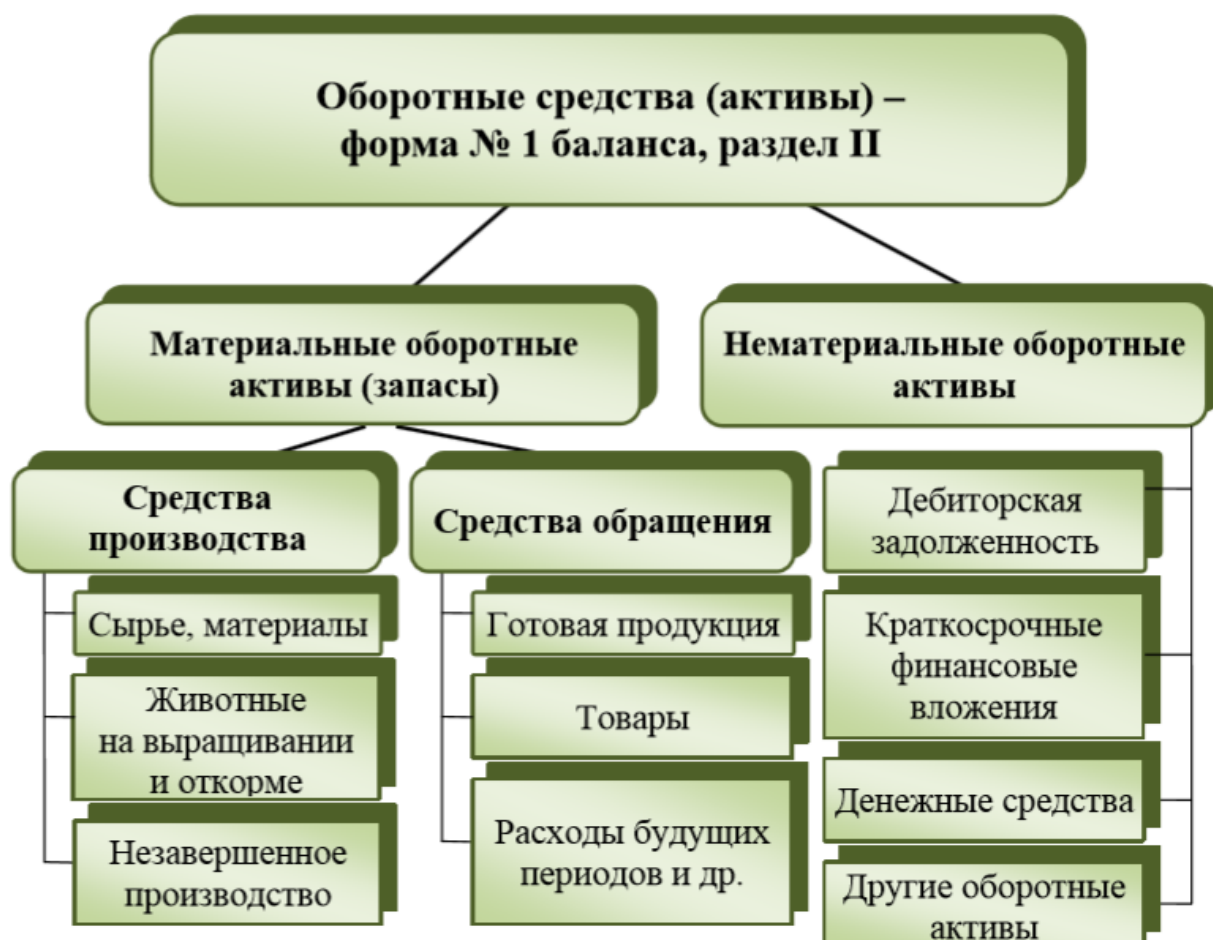 Оборотные средства (активы) –
форма № 1 баланса, раздел II
Материальные оборотные
активы (запасы)
Нематериальные оборотные
активы
Средства
производства
Сырье, материалы
Животные
на выращивании
и откорме
Незавершенное
производство
Средства обращения
Готовая продукция
Товары
Расходы будущих
периодов и др.
Дебиторская
задолженность
Краткосрочные
финансовые
вложения
Денежные средства
Другие оборотные
активы